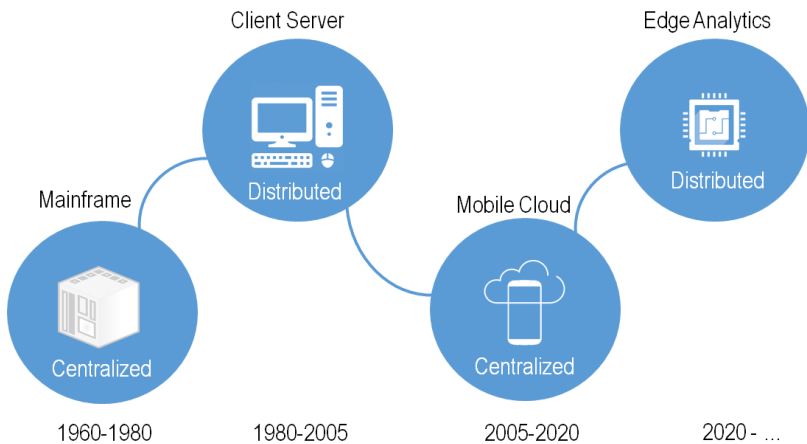 Client Server
Edge Analytics
Distributed
Distributed
Mainframe
Mobile Cloud
Centralized
Centralized
1960-1980
1980-2005
2005-2020
2020 - ...